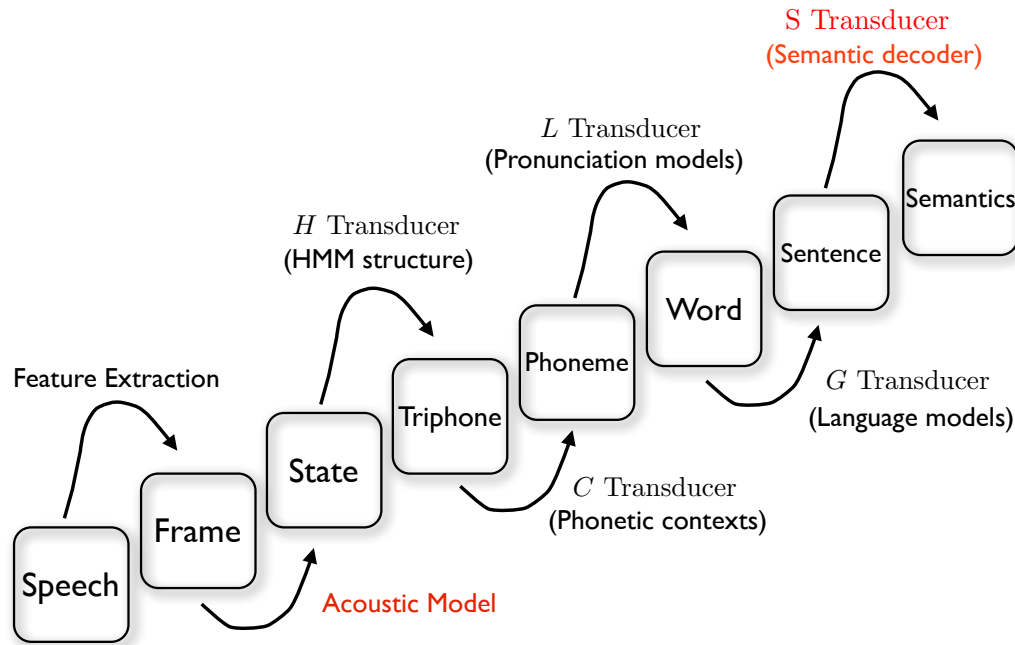 S Transducer
(Semantic decoder)
L Transducer
(Pronunciation models)
Semantics
H Transducer
(HMM structure)
Sentence
Word
Phoneme
Feature Extraction
Triphone
G Transducer
(Language models)
State
C Transducer
(Phonetic contexts)
Frame
Speech
Acoustic Model